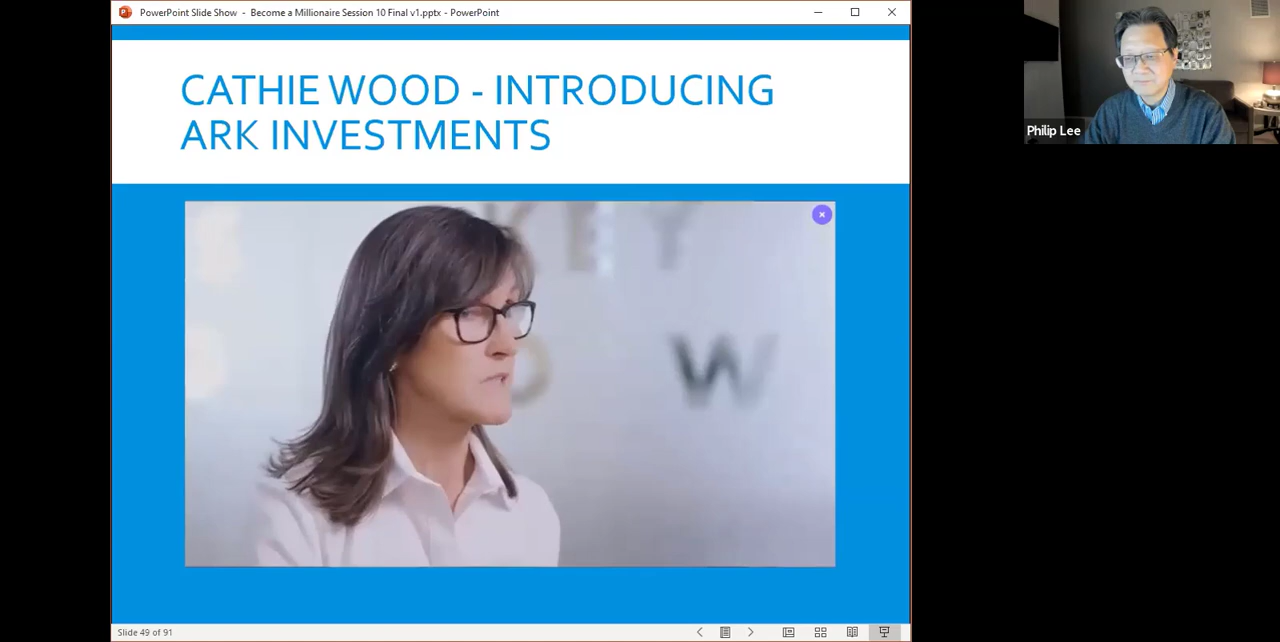 PowerPoint Slide Show - Become a Millionaire Session 10 Final v1.pptx - PowerPoint
CATHIE WOOD - INTRODUCING
ARK INVESTMENTS
KEY
O W
Philip Lee
Slide 49 of 91